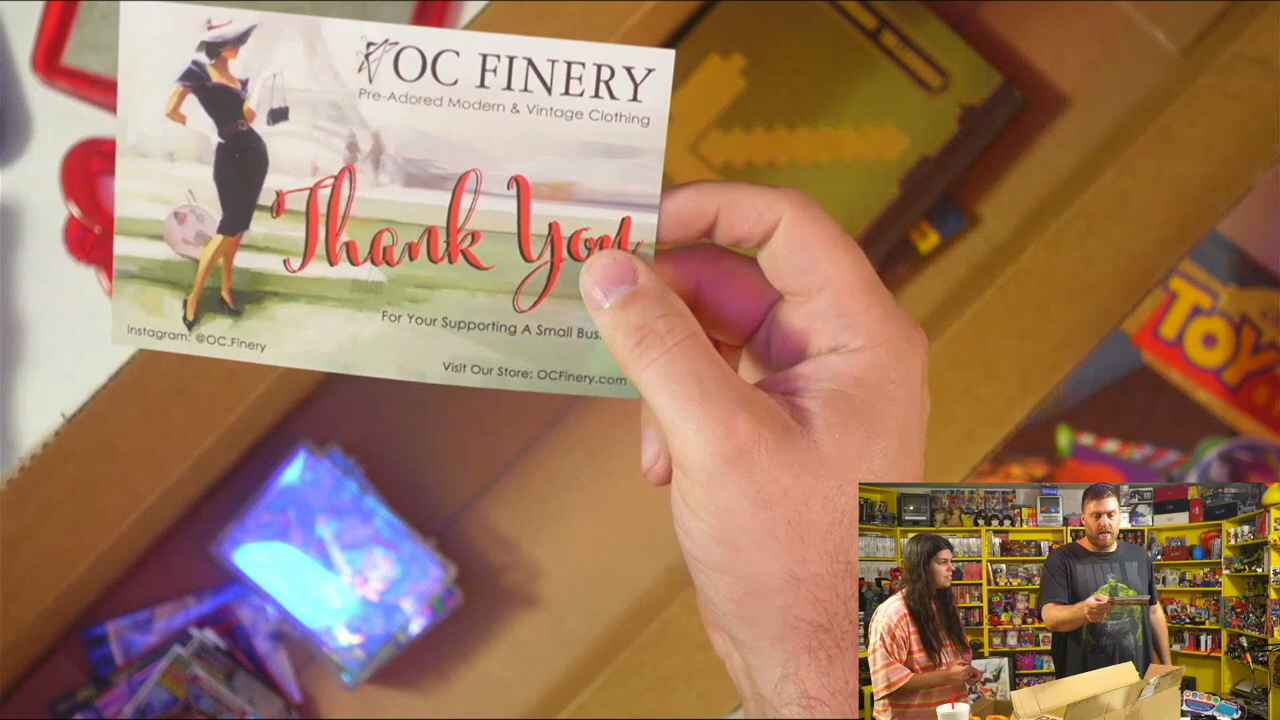 OC FINERY
Pre-Adored Modern & Vintage Clothing
Thank You
For Your Supporting A Small Bus
Instagram: @OC.Finery
Visit Our Store: OCFinery.com
TOY